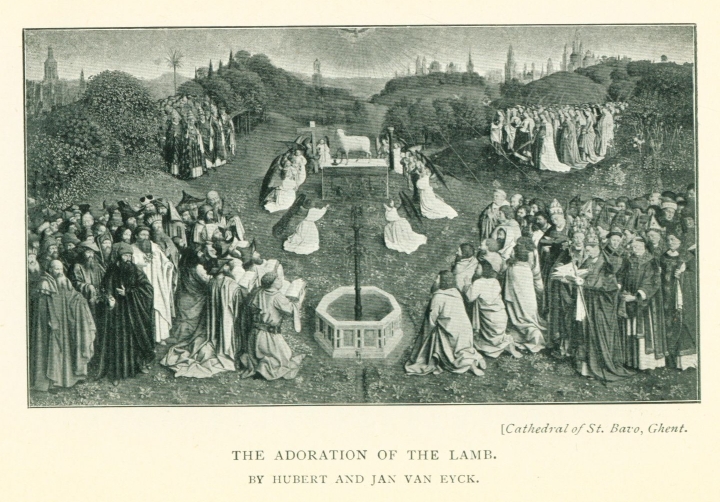 [Cathedral of St. Bavo, Ghent.
THE ADORATION OF THE LAMB.
BY HUBERT AND JAN VAN EYCK.